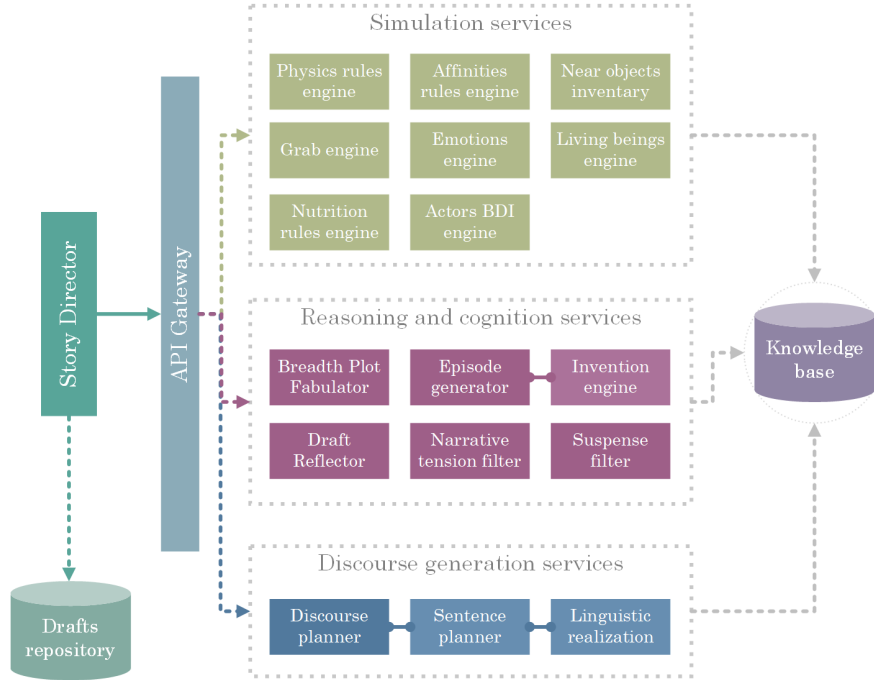 Simulation services
Physics rules
engine
Affinities
rules engine
Near objects
inventory
Grab engine
Emotions
engine
Living beings
engine
Nutrition
rules engine
Actors BDI
engine
Story Director
API Gateway
Reasoning and cognition services
Breadth Plot
Fabulator
Episode
generator
Invention
engine
Draft
Reflector
Narrative
tension filter
Suspense
filter
Knowledge
base
Discourse generation services
Discourse
planner
Sentence
planner
Linguistic
realization
Drafts
repository